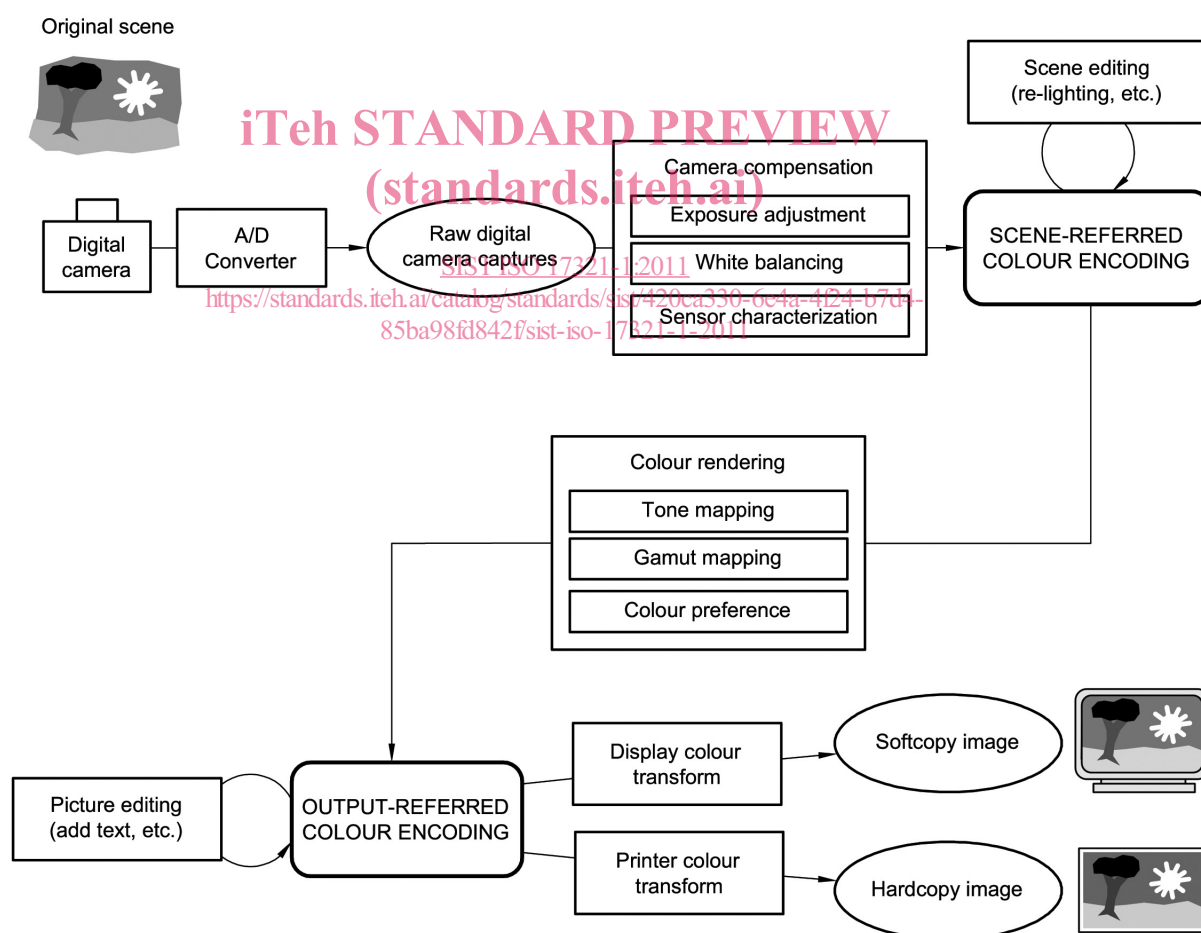 Original scene
Scene editing
(re-lighting, etc.)
iTeh STANDARD PREVIEW
(standards.iteh.ai)
Camera compensation
Exposure adjustment
White balancing
Sensor characterization
Digital
camera
A/D
Converter
Raw digital
camera captures
SCENE-REFERRED
COLOUR ENCODING
SIST ISO 17321-1:2011
https://standards.iteh.ai/catalog/standards/sist/420ca330-6e4a-4f24-b7d4-
85ba98fd842f/sist-iso-17321-1-2011
Colour rendering
Tone mapping
Gamut mapping
Colour preference
Display colour
transform
Softcopy image
Picture editing
(add text, etc.)
OUTPUT-REFERRED
COLOUR ENCODING
Printer colour
transform
Hardcopy image